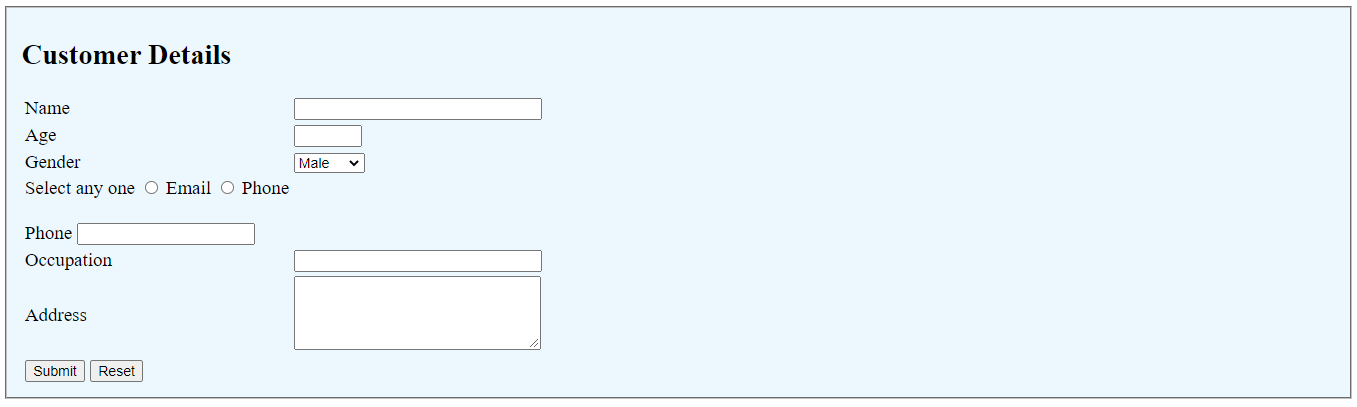 Customer Details
Name
Age
Gender Male
Select any one Email Phone
Phone
Occupation
Address
Submit Reset